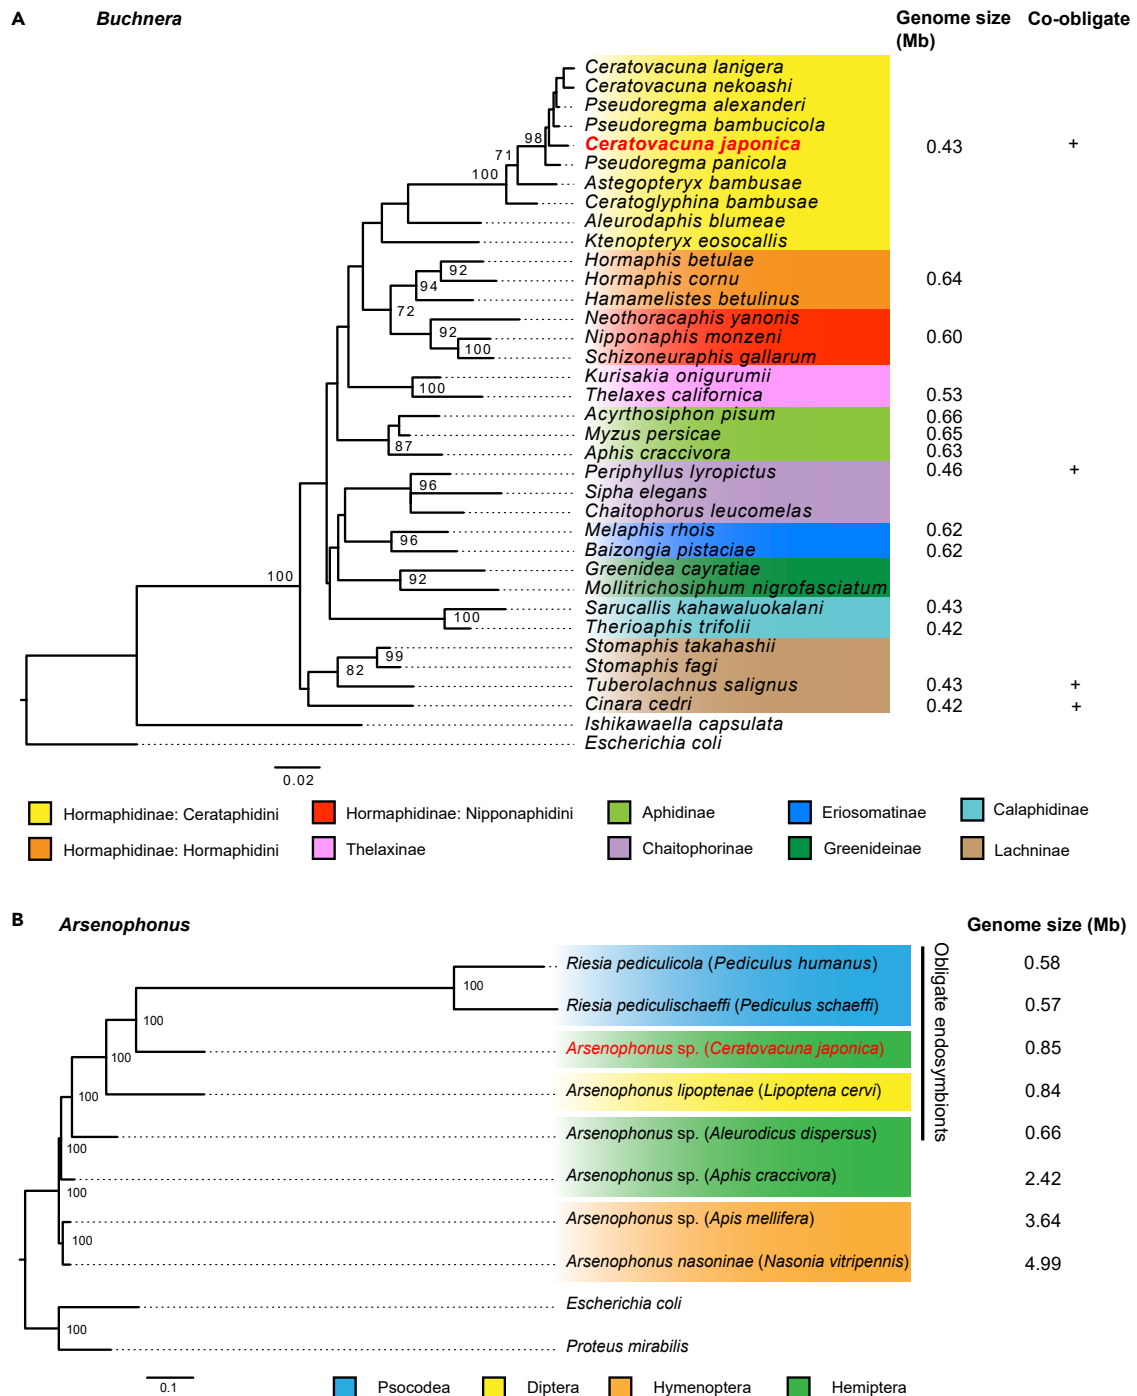 A
Buchnera
Genome size (Mb)
Co-obligate
Ceratovacuna lanigera
Ceratovacuna nekoashi
Pseudoregma alexanderi
Pseudoregma bambucicola
98 Ceratovacuna japonica 0.43 +
71 Pseudoregma panicola
100 Astegopteryx bambusae
Ceratoglyphina bambusae
Aleurodaphis blumeae
Ktenopteryx eosocallis
Hormaphis betulae
92
Hormaphis cornu 0.64
94
Hamamelistes betulinus
72
Neothoracaphis yanonis
92
Nipponaphis monzeni 0.60
100
Schizoneuraphis gallarum
Kurisakia onigurumii
100
Thelaxes californica 0.53
Acyrthosiphon pisum 0.66
Myzus persicae 0.65
87
Aphis craccivora 0.63
Periphyllus lyropictus 0.46 +
96
Sipha elegans
Chaitophorus leucomelas
Melaphis rhois 0.62
96
Baizongia pistaciae 0.62
Greenidea cayratiae
92
100
Mollitrichosiphum nigrofasciatum
Sarucallis kahawaluokalani 0.43
100
Therioaphis trifolii 0.42
Stomaphis takahashii
99
82
Stomaphis fagi
Tuberolachnus salignus 0.43 +
Cinara cedri 0.42 +
Ishikawaella capsulata
Escherichia coli
0.02
Hormaphidinae: Cerataphidini
Hormaphidinae: Nipponaphidini
Aphidinae
Eriosomatinae
Calaphidinae
Hormaphidinae: Hormaphidini
Thelaxinae
Chaitophorinae
Greenideinae
Lachninae
B
Arsenophonus
Genome size (Mb)
Obligate endosymbionts
Riesia pediculicola (Pediculus humanus) 0.58
100
Riesia pediculischaeffi (Pediculus schaeffi) 0.57
100
Arsenophonus sp. (Ceratovacuna japonica) 0.85
100
Arsenophonus lipoptenae (Lipoptena cervi) 0.84
100
Arsenophonus sp. (Aleurodicus dispersus) 0.66
100
Arsenophonus sp. (Aphis craccivora) 2.42
100
Arsenophonus sp. (Apis mellifera) 3.64
100
Arsenophonus nasoninae (Nasonia vitripennis) 4.99
Escherichia coli
100
Proteus mirabilis
0.1
Psocodea
Diptera
Hymenoptera
Hemiptera